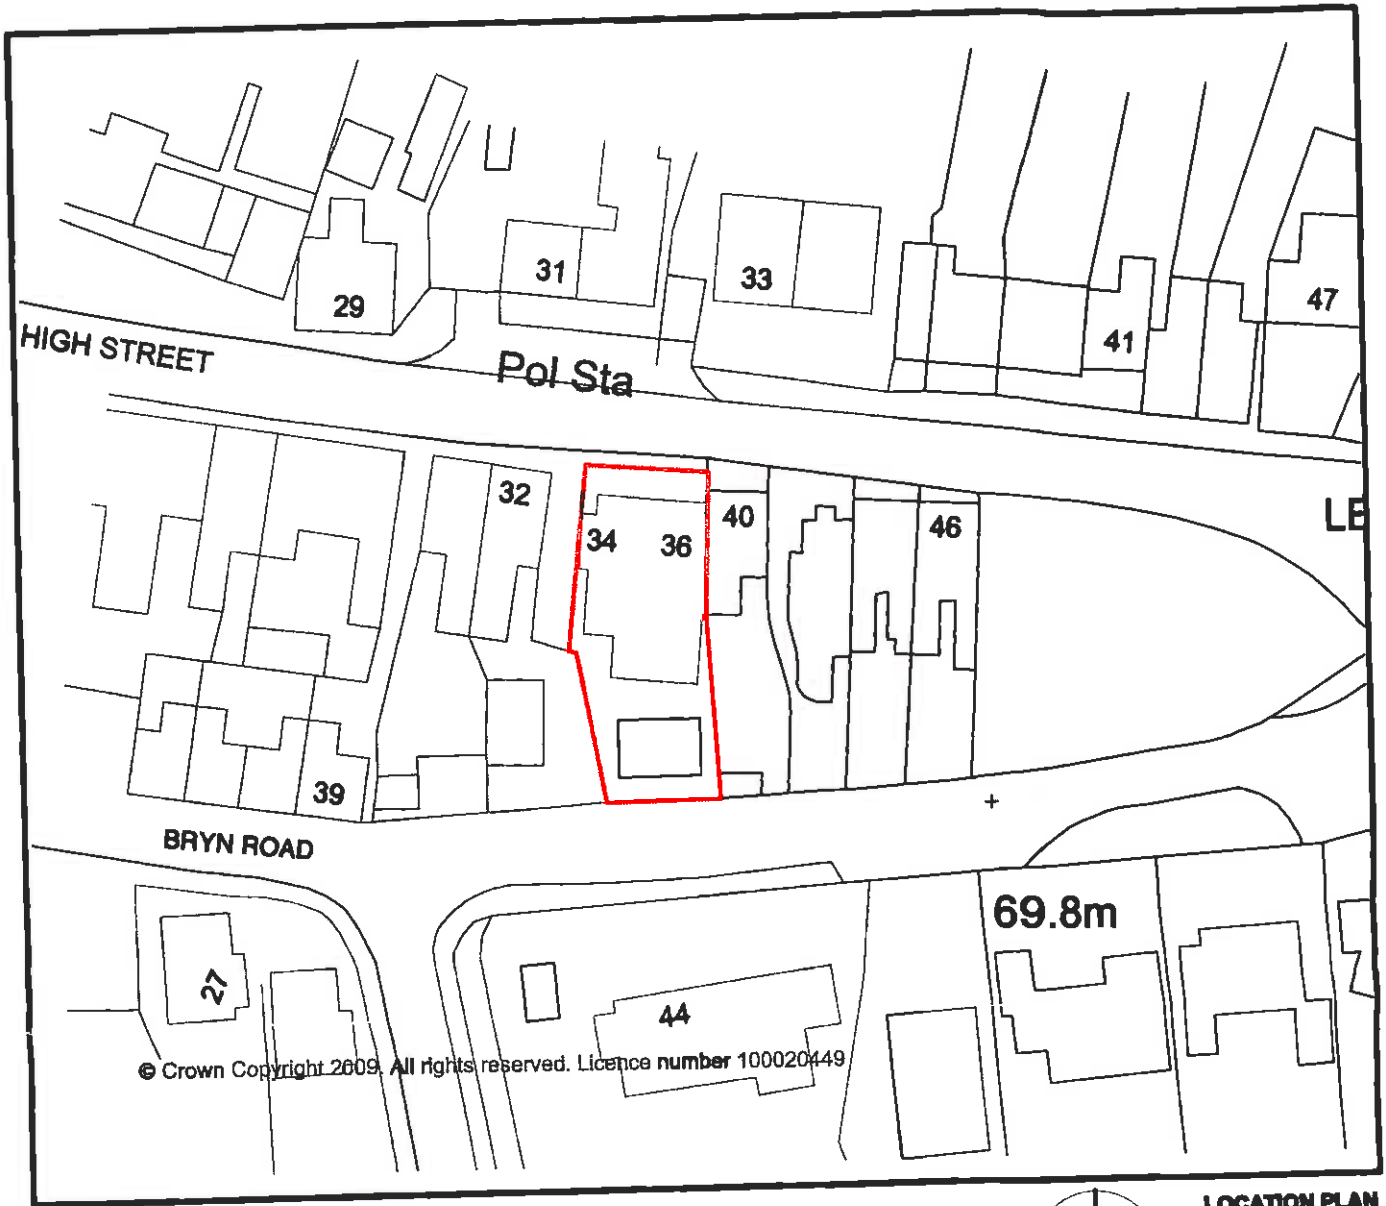 31
33
29
47
HIGH STREET
41
Pol Sta
32
40
LE
34
36
46
39
BRYN ROAD
69.8m
27
44
© Crown Copyright 2009. All rights reserved. Licence number 100020449
LOCATION PLAN